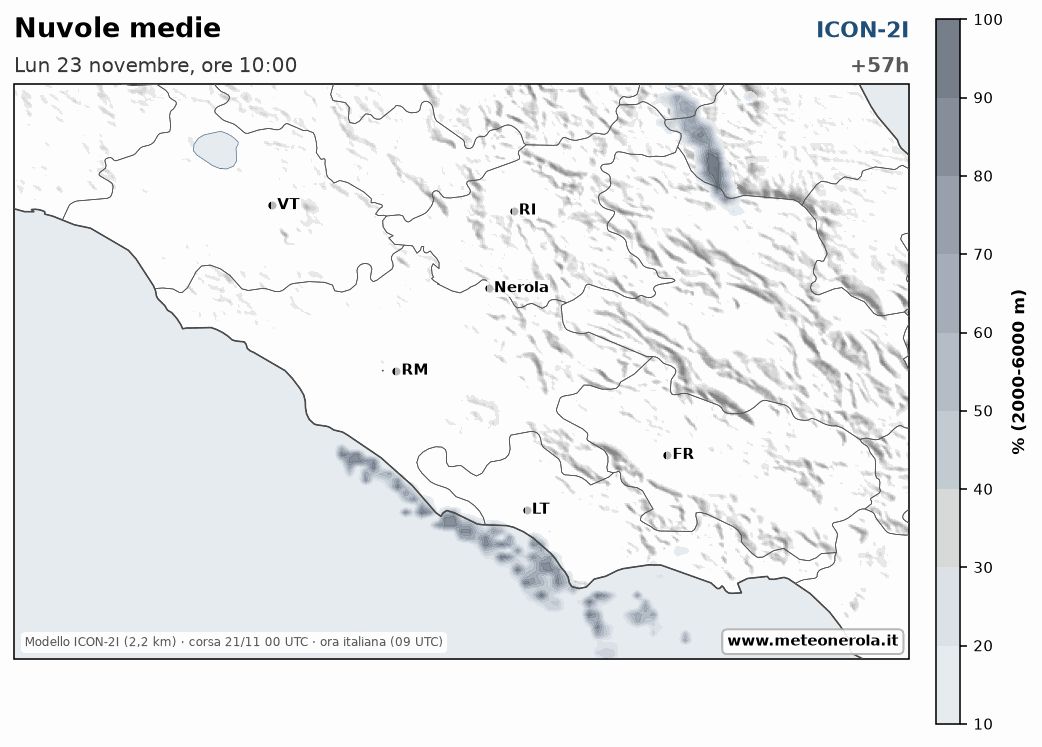 Nuvole medie
ICON-2I
Lun 23 novembre, ore 10:00
+57h
VT
RI
Nerola
RM
FR
LT
Modello ICON-2I (2,2 km) · corsa 21/11 00 UTC · ora italiana (09 UTC)
www.meteonerola.it
100
90
80
70
60
50
40
30
20
10
% (2000-6000 m)